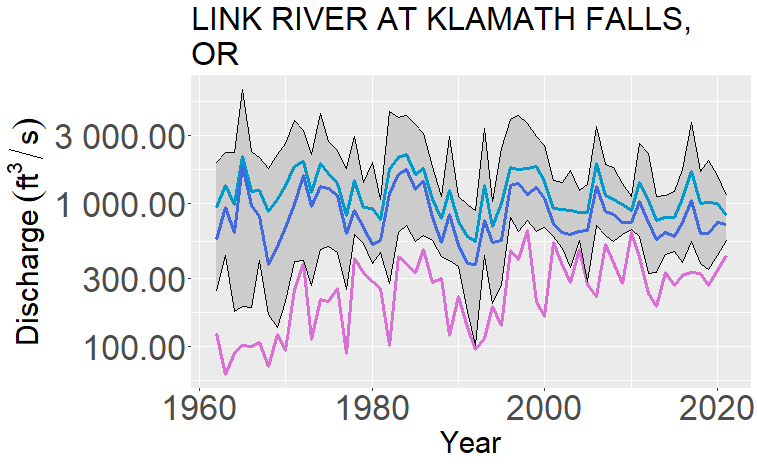 LINK RIVER AT KLAMATH FALLS,
OR
Discharge (ft³/s)
3 000.00
1 000.00
300.00
100.00
1960 1980 2000 2020
Year